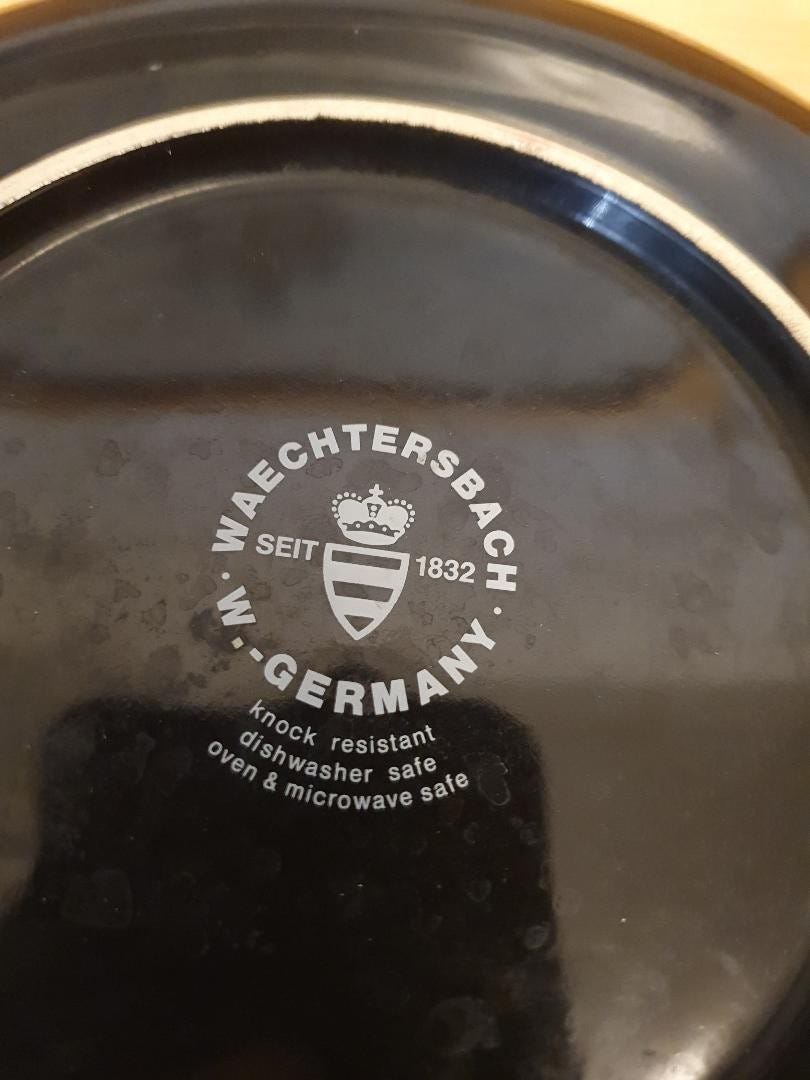 WAECHTERSBACH
SEIT 1832
W.-GERMANY
knock resistant
dishwasher safe
oven & microwave safe